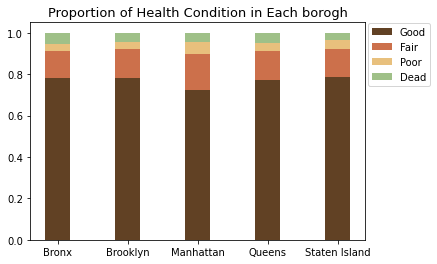 Proportion of Health Condition in Each borogh
1.0
0.8
0.6
0.4
0.2
0.0
Bronx Brooklyn Manhattan Queens Staten Island
Good
Fair
Poor
Dead